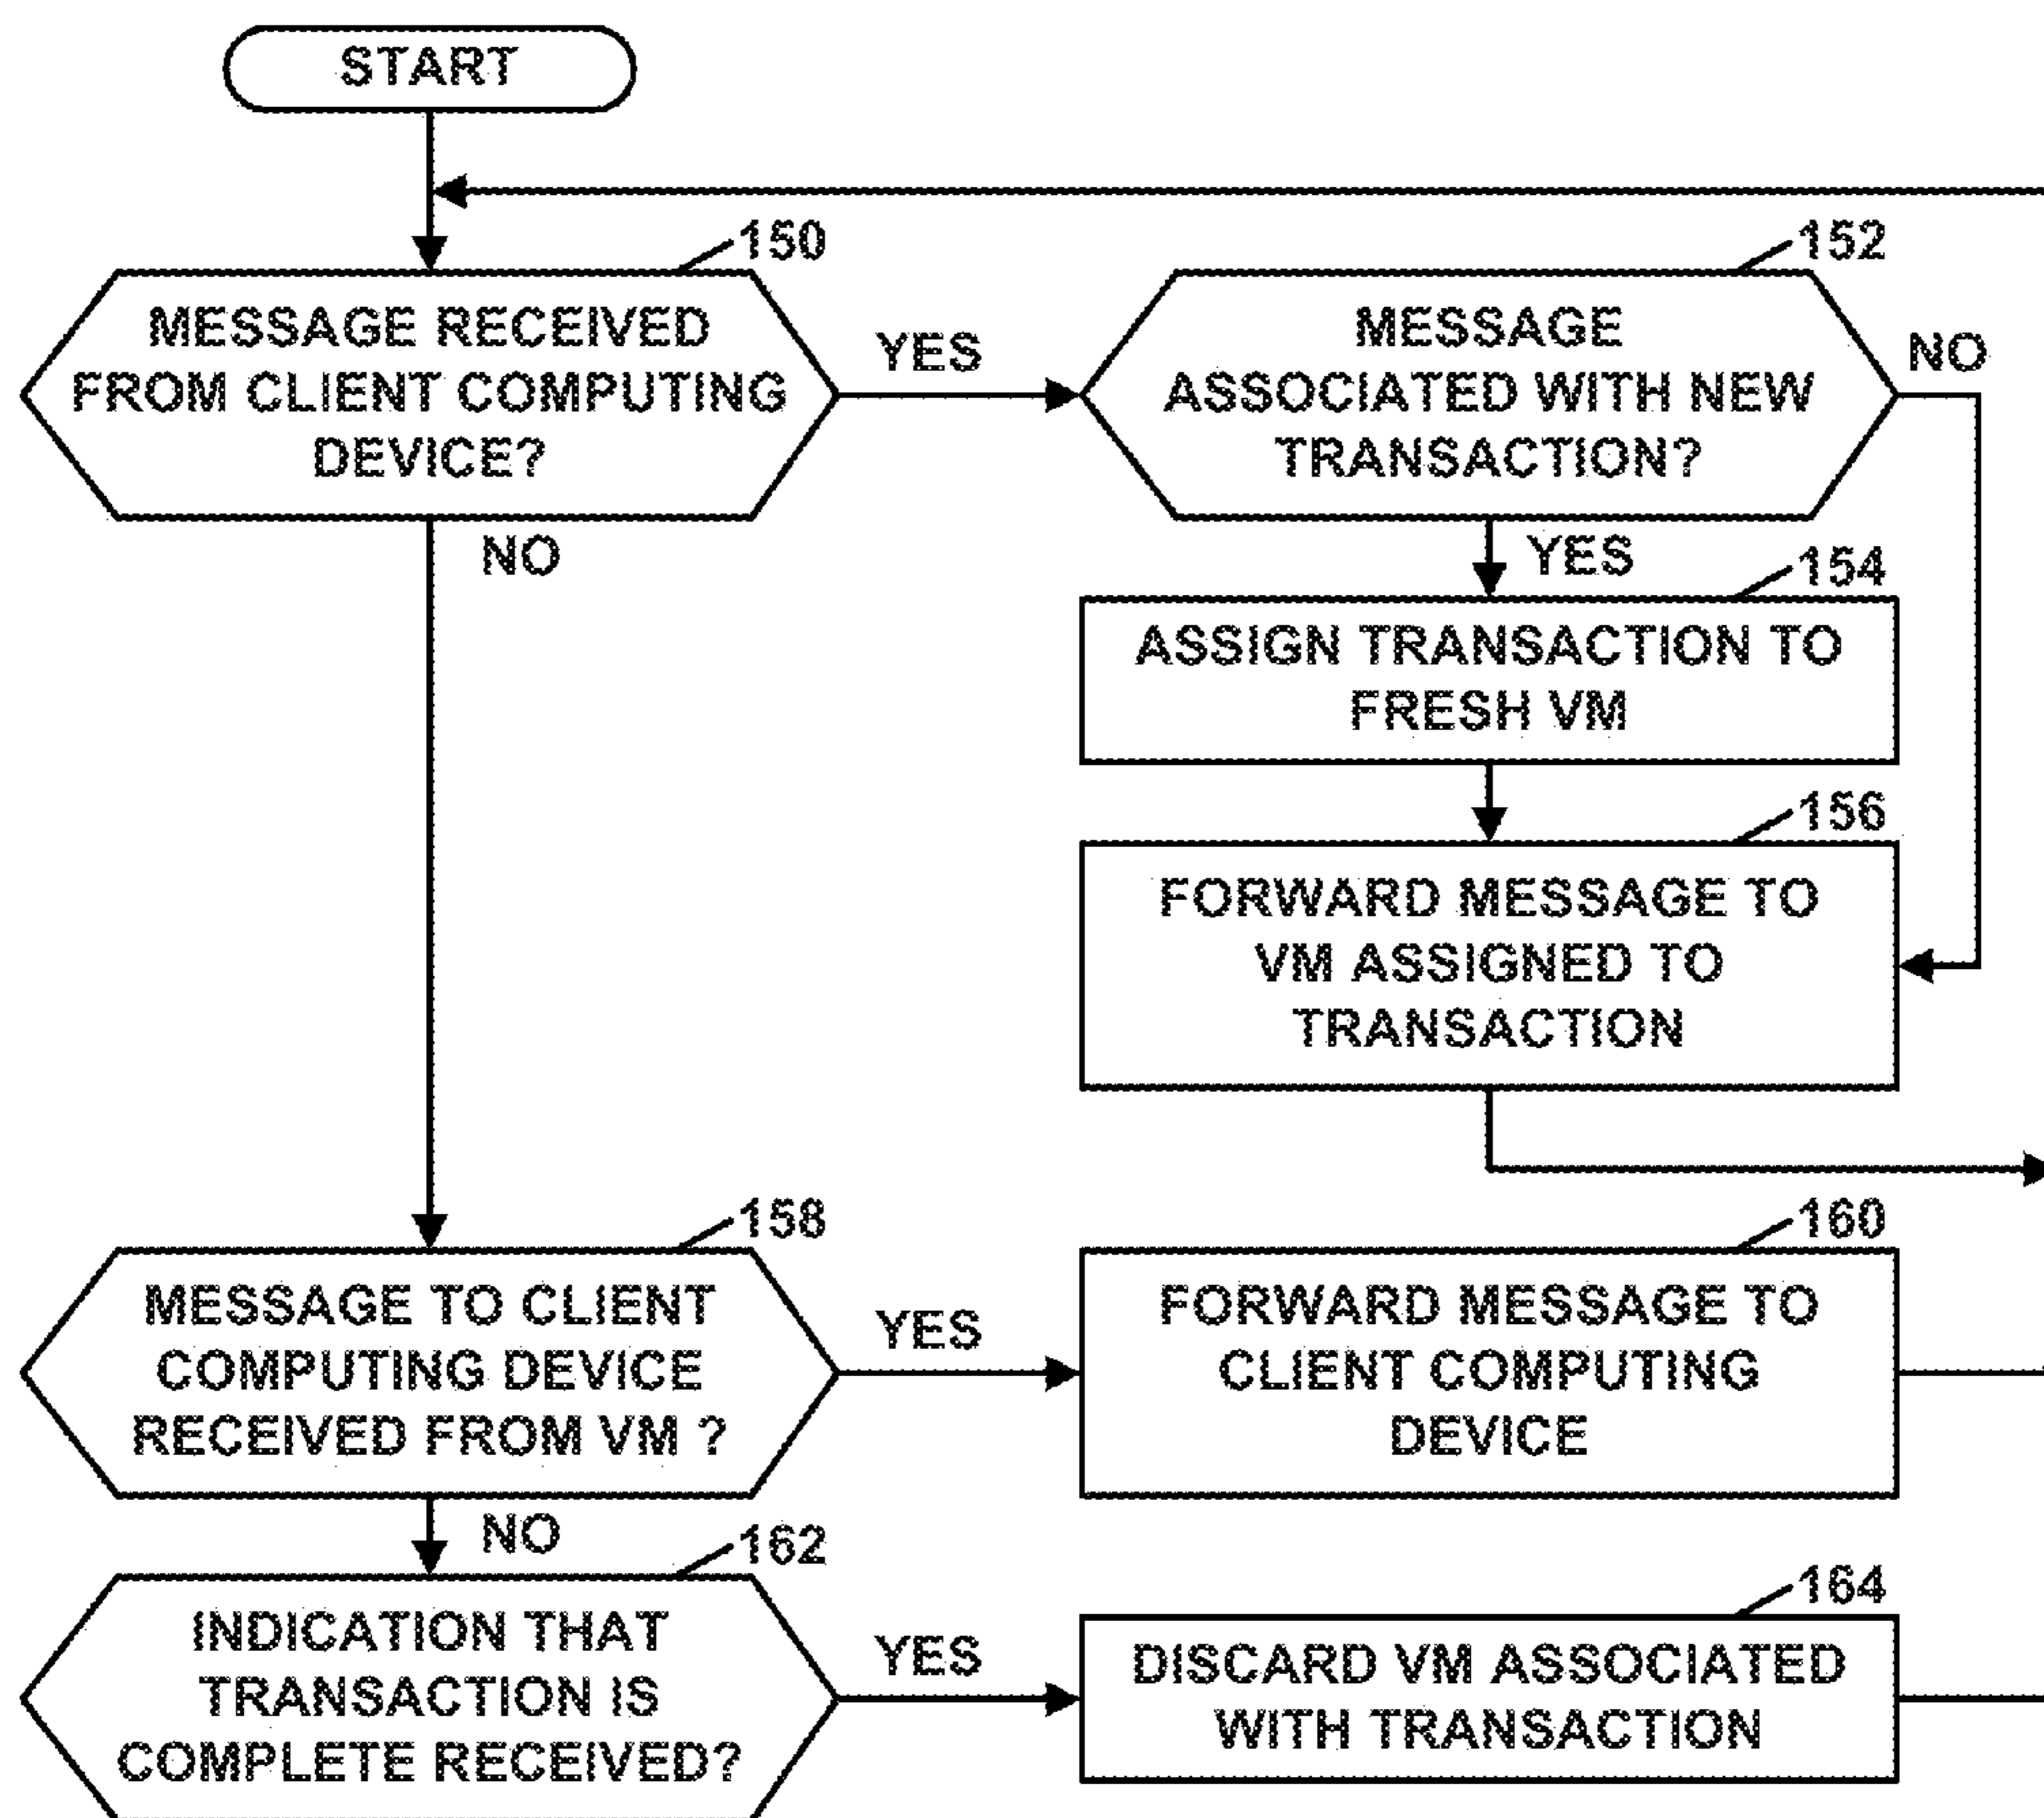 START
150
MESSAGE RECEIVED
FROM CLIENT COMPUTING
DEVICE?
YES
NO
152
MESSAGE
ASSOCIATED WITH NEW
TRANSACTION?
NO
YES
154
ASSIGN TRANSACTION TO
FRESH VM
156
FORWARD MESSAGE TO
VM ASSIGNED TO
TRANSACTION
158
MESSAGE TO CLIENT
COMPUTING DEVICE
RECEIVED FROM VM ?
YES
NO
160
FORWARD MESSAGE TO
CLIENT COMPUTING
DEVICE
162
INDICATION THAT
TRANSACTION IS
COMPLETE RECEIVED?
YES
164
DISCARD VM ASSOCIATED
WITH TRANSACTION